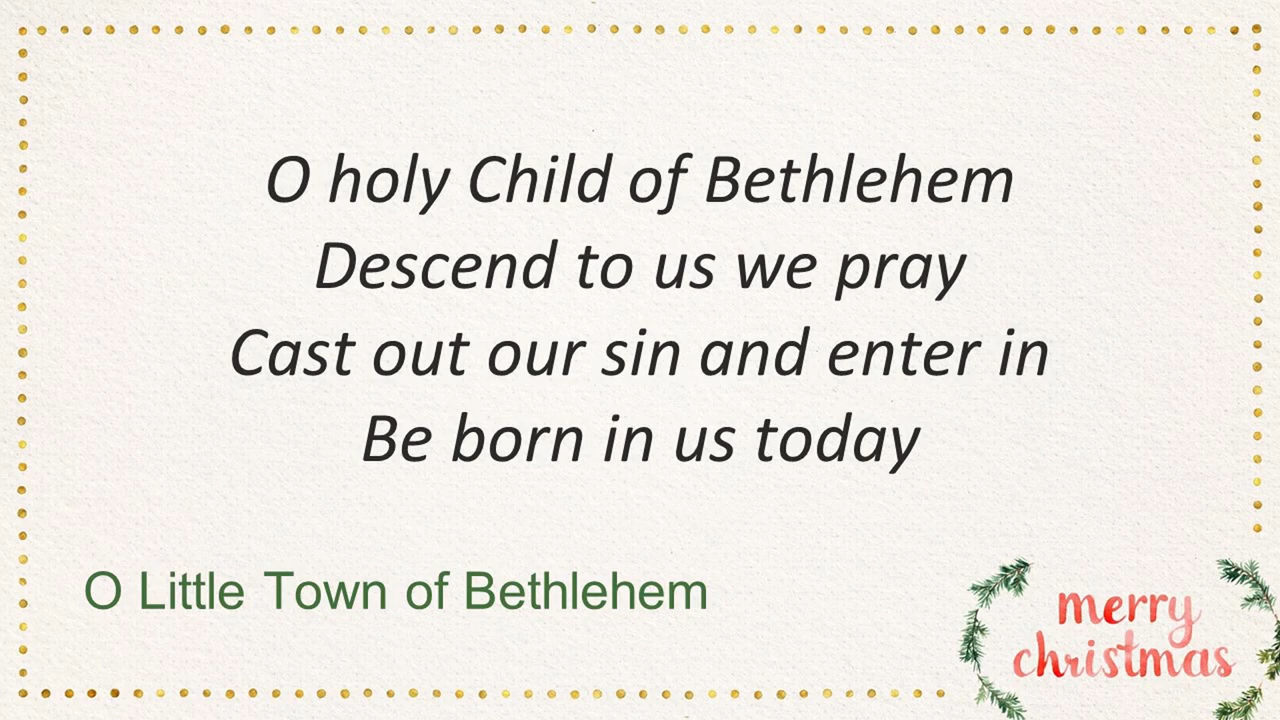 O holy Child of Bethlehem
Descend to us we pray
Cast out our sin and enter in
Be born in us today
O Little Town of Bethlehem
merry
christmas